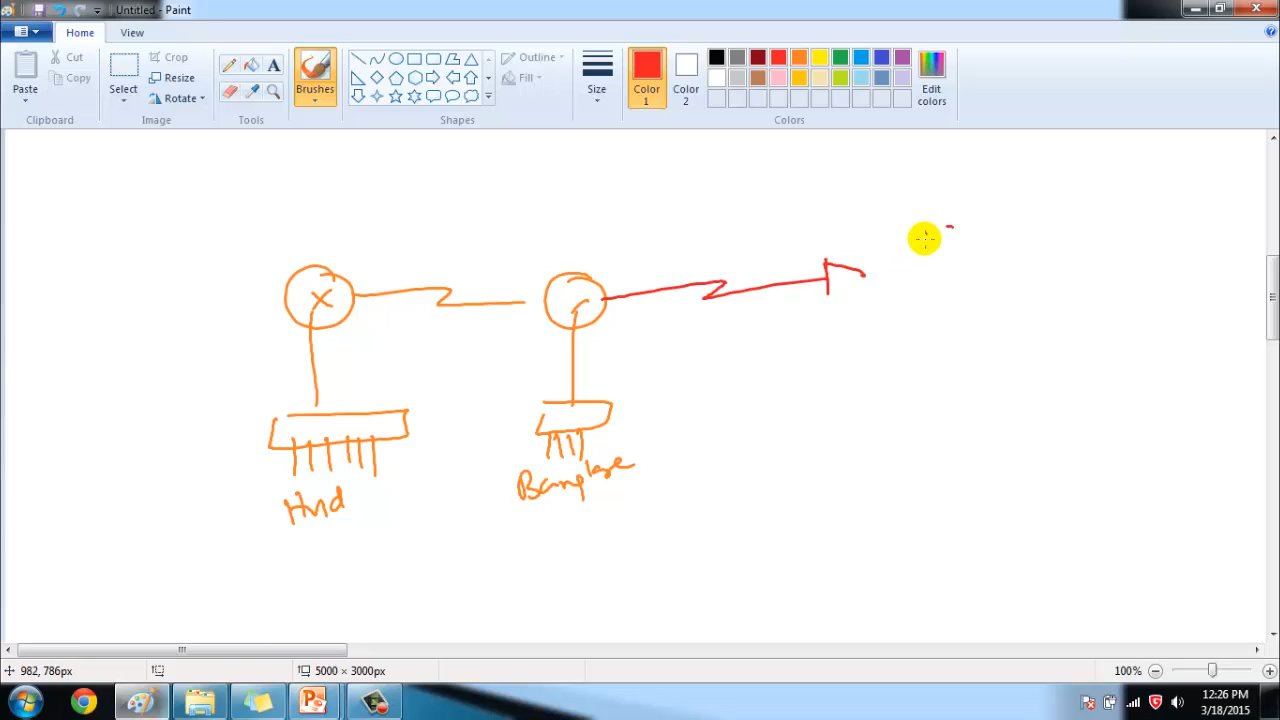 Untitled - Paint
Home
View
Paste
Cut
Copy
Clipboard
Select
Crop
Resize
Rotate
Image
A
Tools
Brushes
Outline
Fill
Shapes
Size
Color 1
Color 2
Edit colors
Colors
X
Hnd
982, 786px
5000 × 3000px
100%
12:26 PM
3/18/2015